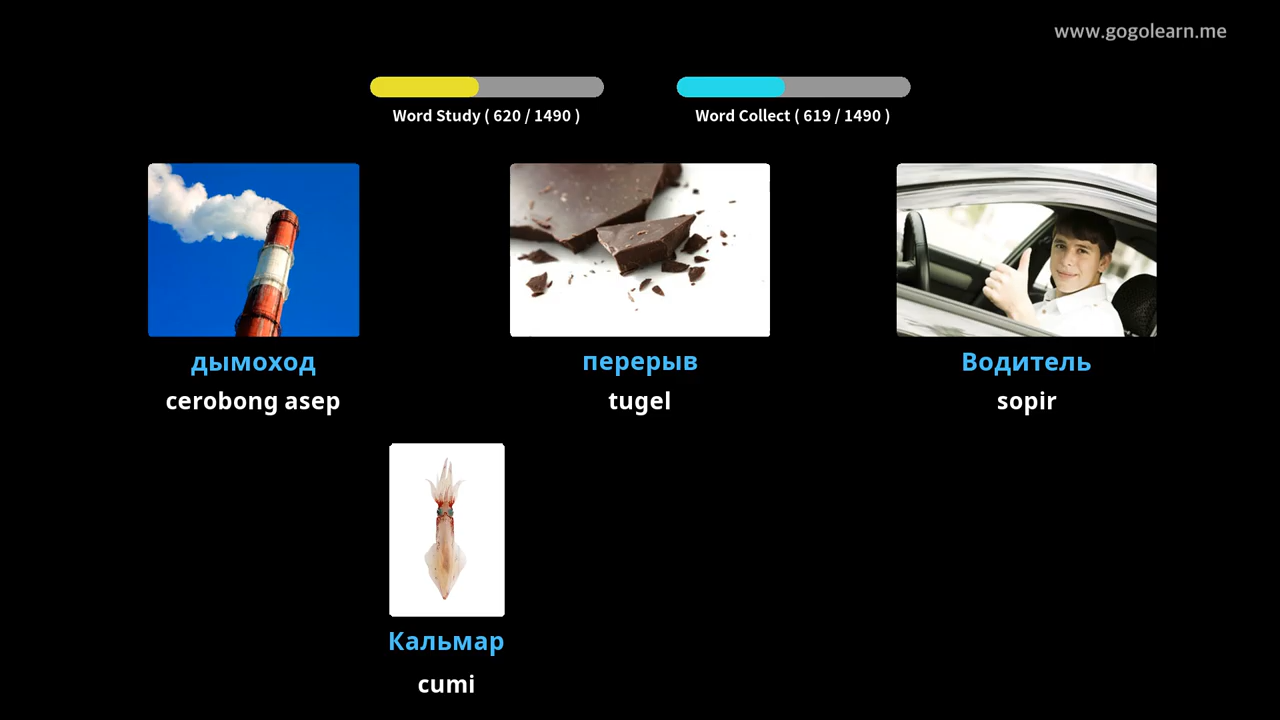 www.gogolearn.me
Word Study ( 620 / 1490 )
Word Collect ( 619 / 1490 )
дымоход
cerobong asep
перерыв
tugel
Водитель
sopir
Кальмар
cumi